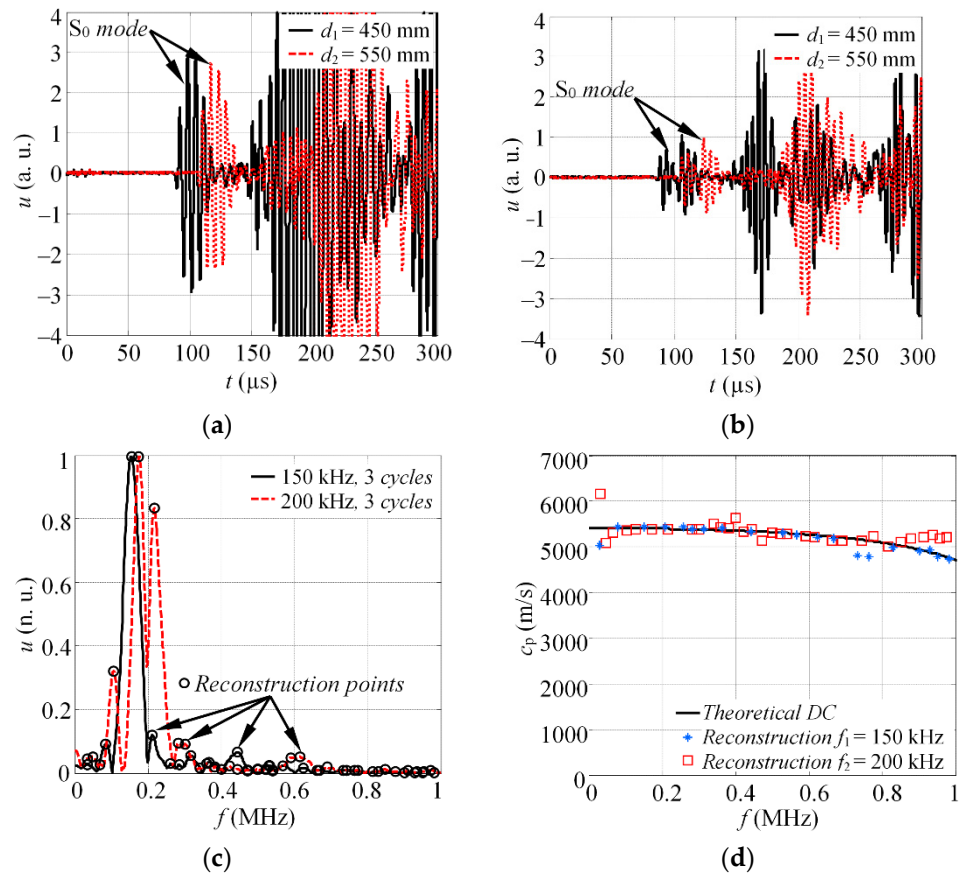 S₀ mode
d₁ = 450 mm
d₂ = 550 mm
u (a. u.)
4
3
2
1
0
−1
−2
−3
−4
0 50 100 150 200 250 300
t (µs)
(a)
S₀ mode
d₁ = 450 mm
d₂ = 550 mm
u (a. u.)
4
3
2
1
0
−1
−2
−3
−4
0 50 100 150 200 250 300
t (µs)
(b)
150 kHz, 3 cycles
200 kHz, 3 cycles
Reconstruction points
u (n. u.)
1
0.8
0.6
0.4
0.2
0
0 0.2 0.4 0.6 0.8 1
f (MHz)
(c)
cₚ (m/s)
7000
6000
5000
4000
3000
2000
1000
0
Theoretical DC
Reconstruction f₁ = 150 kHz
Reconstruction f₂ = 200 kHz
0 0.2 0.4 0.6 0.8 1
f (MHz)
(d)